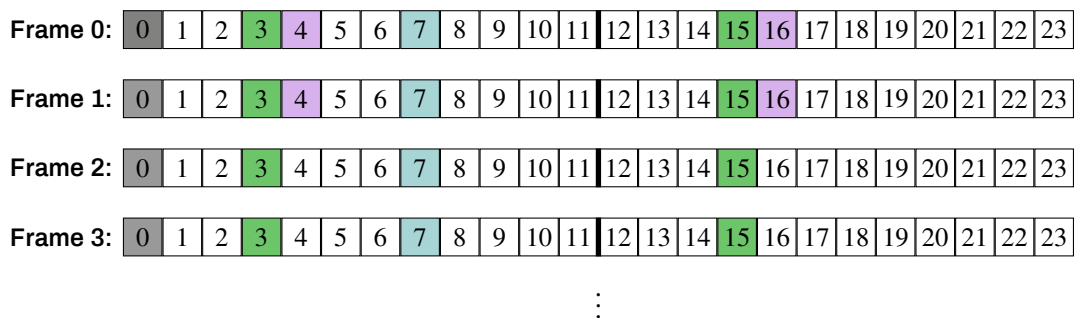 Frame 0: 0 1 2 3 4 5 6 7 8 9 10 11 12 13 14 15 16 17 18 19 20 21 22 23
Frame 1: 0 1 2 3 4 5 6 7 8 9 10 11 12 13 14 15 16 17 18 19 20 21 22 23
Frame 2: 0 1 2 3 4 5 6 7 8 9 10 11 12 13 14 15 16 17 18 19 20 21 22 23
Frame 3: 0 1 2 3 4 5 6 7 8 9 10 11 12 13 14 15 16 17 18 19 20 21 22 23
⋮